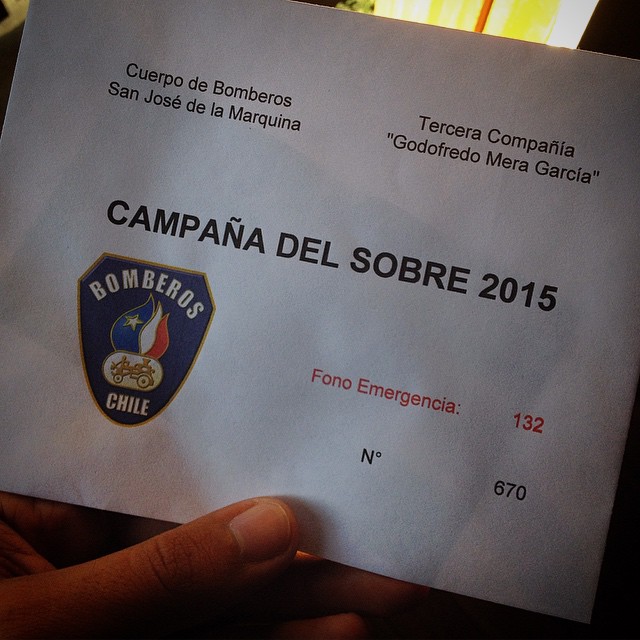 Cuerpo de Bomberos
San José de la Marquina
Tercera Compañía
"Godofredo Mera García"
CAMPAÑA DEL SOBRE 2015
BOMBEROS
CHILE
Fono Emergencia: 132
N° 670